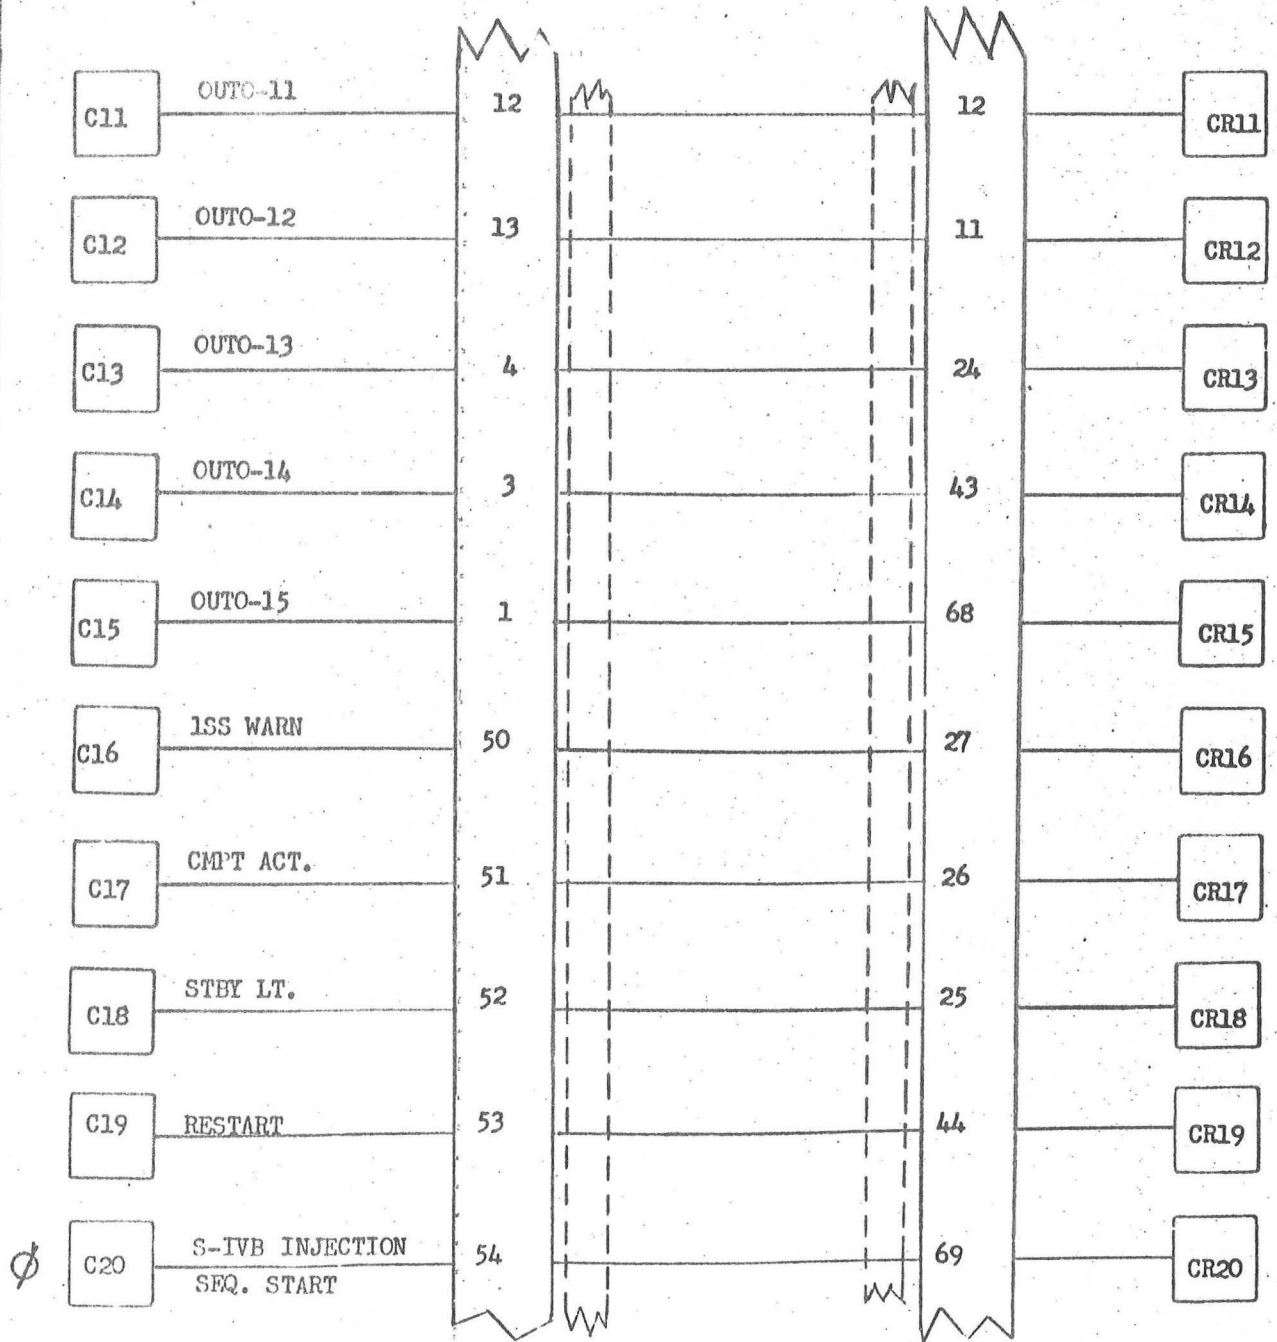 C11 OUTO-11 12 12 CR11
C12 OUTO-12 13 11 CR12
C13 OUTO-13 4 24 CR13
C14 OUTO-14 3 43 CR14
C15 OUTO-15 1 68 CR15
C16 1SS WARN 50 27 CR16
C17 CMPT ACT. 51 26 CR17
C18 STBY LT. 52 25 CR18
C19 RESTART 53 44 CR19
Ø C20 S-IVB INJECTION 54 69 CR20
SEQ. START